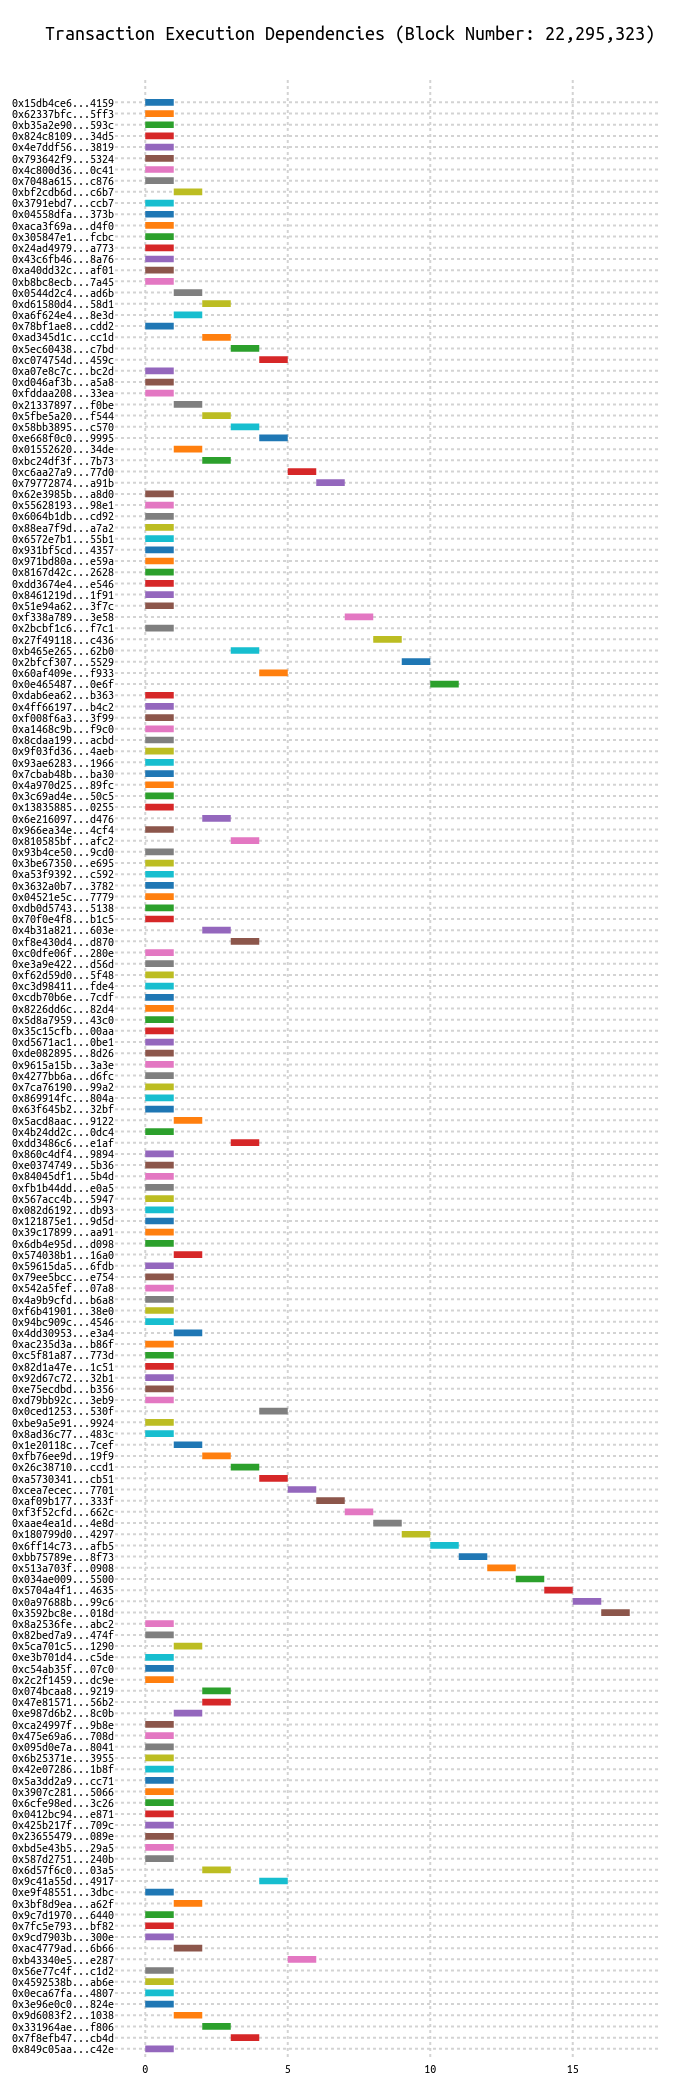 Transaction Execution Dependencies (Block Number: 22,295,323)
0x15db4ce6...4159
0x62337bfc...5ff3
0xb35a2e90...593c
0x824c8109...34d5
0x4e7ddf56...3819
0x793642f9...5324
0x4c800d36...0c41
0x7048a615...c876
0xbf2cdb6d...c6b7
0x3791ebd7...ccb7
0x04558dfa...373b
0xaca3f69a...d4f0
0x305847e1...fcbc
0x24ad4979...a773
0x43c6fb46...8a76
0xa40dd32c...af01
0xb8bc8ecb...7a45
0x0544d2c4...ad6b
0xd61580d4...58d1
0xa6f624e4...8e3d
0x78bf1ae8...cdd2
0xad345d1c...cc1d
0x5ec60438...c7bd
0xc074754d...459c
0xa07e8c7c...bc2d
0xd046af3b...a5a8
0xfddaa208...33ea
0x21337897...f0be
0x5fbe5a20...f544
0x58bb3895...c570
0xe668f0c0...9995
0x01552620...34de
0xbc24df3f...7b73
0xc6aa27a9...77d0
0x79772874...a91b
0x62e3985b...a8d0
0x55628193...98e1
0x6064b1db...cd92
0x88ea7f9d...a7a2
0x6572e7b1...55b1
0x931bf5cd...4357
0x971bd80a...e59a
0x8167d42c...2628
0xdd3674e4...e546
0x8461219d...1f91
0x51e94a62...3f7c
0xf338a789...3e58
0x2bcbf1c6...f7c1
0x27f49118...c436
0xb465e265...62b0
0x2bfcf307...5529
0x60af409e...f933
0x0e465487...0e6f
0xdab6ea62...b363
0x4ff66197...b4c2
0xf008f6a3...3f99
0xa1468c9b...f9c0
0x8cdaa199...acbd
0x9f03fd36...4aeb
0x93ae6283...1966
0x7cbab48b...ba30
0x4a970d25...89fc
0x3c69ad4e...50c5
0x13835885...0255
0x6e216097...d476
0x966ea34e...4cf4
0x810585bf...afc2
0x93b4ce50...9cd0
0x3be67350...e695
0xa53f9392...c592
0x3632a0b7...3782
0x04521e5c...7779
0xdb0d5743...5138
0x70f0e4f8...b1c5
0x4b31a821...603e
0xf8e430d4...d870
0xc0dfe06f...280e
0xe3a9e422...d56d
0xf62d59d0...5f48
0xc3d98411...fde4
0xcdb70b6e...7cdf
0x8226dd6c...82d4
0x5d8a7959...43c0
0x35c15cfb...00aa
0xd5671ac1...0be1
0xde082895...8d26
0x9615a15b...3a3e
0x4277bb6a...d6fc
0x7ca76190...99a2
0x869914fc...804a
0x63f645b2...32bf
0x5acd8aac...9122
0x4b24dd2c...0dc4
0xdd3486c6...e1af
0x860c4df4...9894
0xe0374749...5b36
0x84045df1...5b4d
0xfb1b44dd...e0a5
0x567acc4b...5947
0x082d6192...db93
0x121875e1...9d5d
0x39c17899...aa91
0x6db4e95d...d098
0x574038b1...16a0
0x59615da5...6fdb
0x79ee5bcc...e754
0x542a5fef...07a8
0x4a9b9cfd...b6a8
0xf6b41901...38e0
0x94bc909c...4546
0x4dd30953...e3a4
0xac235d3a...b86f
0xc5f81a87...773d
0x82d1a47e...1c51
0x92d67c72...32b1
0xe75ecdbd...b356
0xd79bb92c...3eb9
0x0ced1253...530f
0xbe9a5e91...9924
0x8ad36c77...483c
0x1e20118c...7cef
0xfb76ee9d...19f9
0x26c38710...ccd1
0xa5730341...cb51
0xcea7ecec...7701
0xaf09b177...333f
0xf3f52cfd...662c
0xaae4ea1d...4e8d
0x180799d0...4297
0x6ff14c73...afb5
0xbb75789e...8f73
0x513a703f...0908
0x034ae009...5500
0x5704a4f1...4635
0x0a97688b...99c6
0x3592bc8e...018d
0x8a2536fe...abc2
0x82bed7a9...474f
0x5ca701c5...1290
0xe3b701d4...c5de
0xc54ab35f...07c0
0x2c2f1459...dc9e
0x074bcaa8...9219
0x47e81571...56b2
0xe987d6b2...8c0b
0xca24997f...9b8e
0x475e69a6...708d
0x095d0e7a...8041
0x6b25371e...3955
0x42e07286...1b8f
0x5a3dd2a9...cc71
0x3907c281...5066
0x6cfe98ed...3c26
0x0412bc94...e871
0x425b217f...709c
0x23655479...089e
0xbd5e43b5...29a5
0x587d2751...240b
0x6d57f6c0...03a5
0x9c41a55d...4917
0xe9f48551...3dbc
0x3bf8d9ea...a62f
0x9c7d1970...6440
0x7fc5e793...bf82
0x9cd7903b...300e
0xac4779ad...6b66
0xb43340e5...e287
0x56e77c4f...c1d2
0x4592538b...ab6e
0x0eca67fa...4807
0x3e96e0c0...824e
0x9d6083f2...1038
0x331964ae...f806
0x7f8efb47...cb4d
0x849c05aa...c42e
0 5 10 15